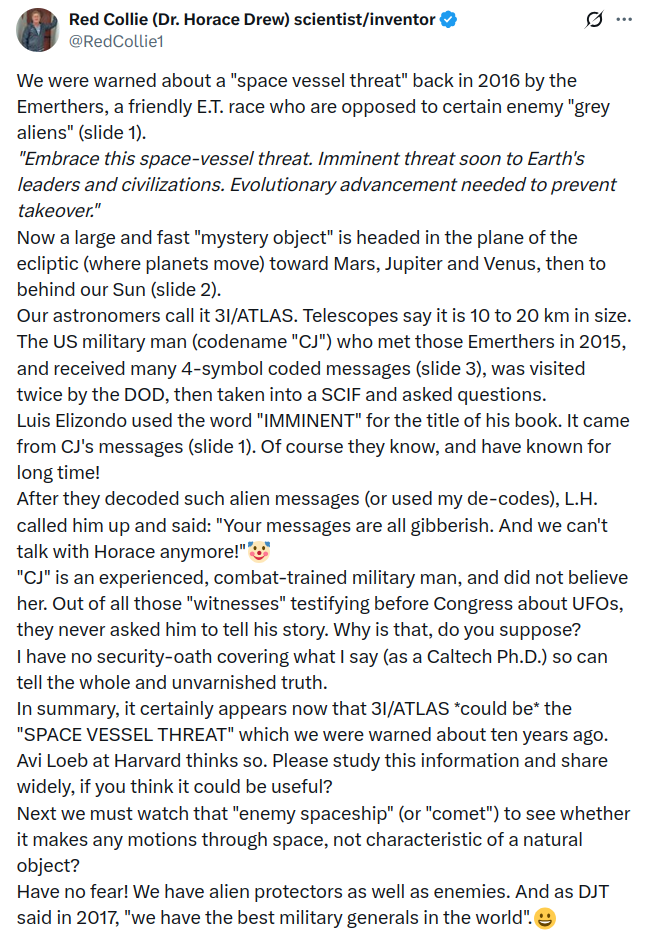 Red Collie (Dr. Horace Drew) scientist/inventor
@RedCollie1
We were warned about a "space vessel threat" back in 2016 by the
Emerthers, a friendly E.T. race who are opposed to certain enemy "grey
aliens" (slide 1).
"Embrace this space-vessel threat. Imminent threat soon to Earth's
leaders and civilizations. Evolutionary advancement needed to prevent
takeover."
Now a large and fast "mystery object" is headed in the plane of the
ecliptic (where planets move) toward Mars, Jupiter and Venus, then to
behind our Sun (slide 2).
Our astronomers call it 3I/ATLAS. Telescopes say it is 10 to 20 km in size.
The US military man (codename "CJ") who met those Emerthers in 2015,
and received many 4-symbol coded messages (slide 3), was visited
twice by the DOD, then taken into a SCIF and asked questions.
Luis Elizondo used the word "IMMINENT" for the title of his book. It came
from CJ's messages (slide 1). Of course they know, and have known for
long time!
After they decoded such alien messages (or used my de-codes), L.H.
called him up and said: "Your messages are all gibberish. And we can't
talk with Horace anymore!"🤡
"CJ" is an experienced, combat-trained military man, and did not believe
her. Out of all those "witnesses" testifying before Congress about UFOs,
they never asked him to tell his story. Why is that, do you suppose?
I have no security-oath covering what I say (as a Caltech Ph.D.) so can
tell the whole and unvarnished truth.
In summary, it certainly appears now that 3I/ATLAS *could be* the
"SPACE VESSEL THREAT" which we were warned about ten years ago.
Avi Loeb at Harvard thinks so. Please study this information and share
widely, if you think it could be useful?
Next we must watch that "enemy spaceship" (or "comet") to see whether
it makes any motions through space, not characteristic of a natural
object?
Have no fear! We have alien protectors as well as enemies. And as DJT
said in 2017, "we have the best military generals in the world".😀